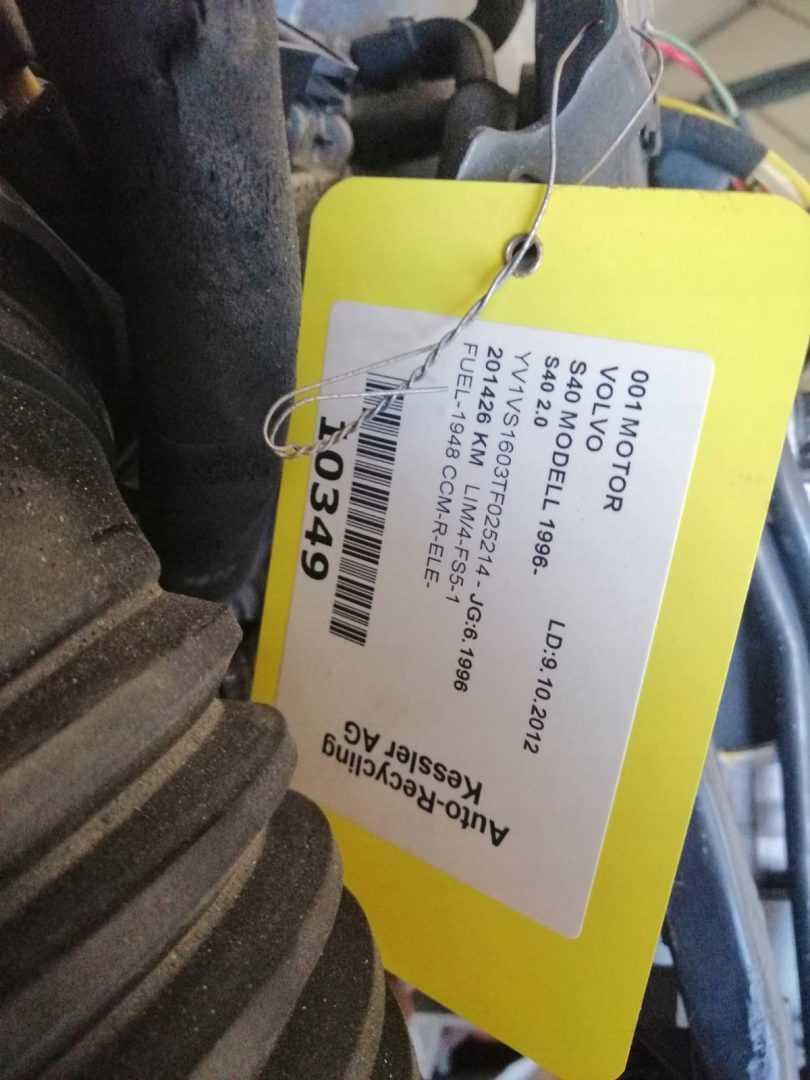 001 MOTOR
VOLVO
S40 MODELL 1996- LD:9.10.2012
S40 2.0
YV1VS1603TF025214 - JG:6.1996
201426 KM LIM/4-FS5-1
FUEL-1948 CCM-R-ELE-
10349
Auto-Recycling
Kessler AG